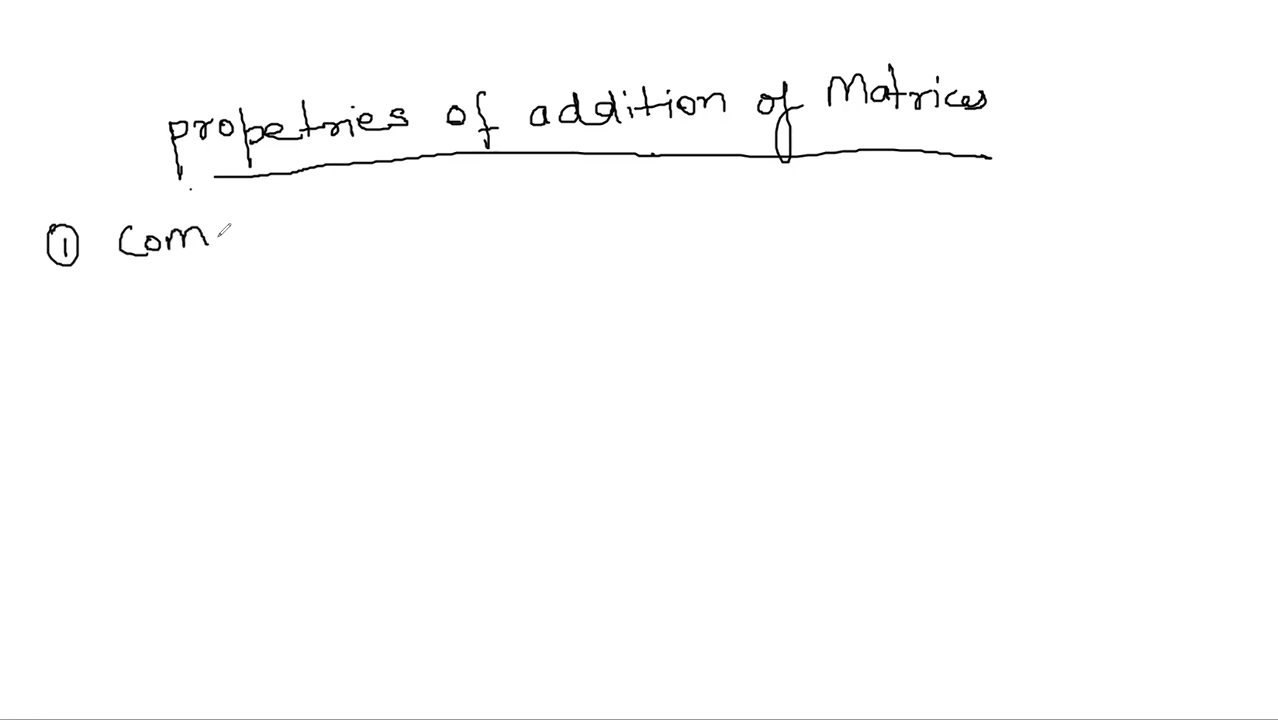 propetries of addition of Matrices
① Com